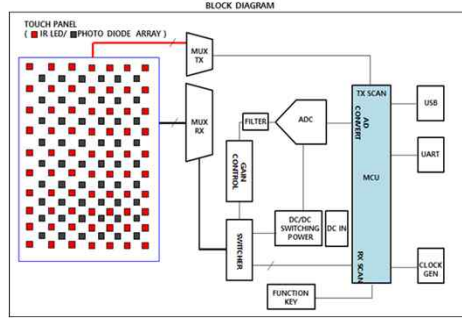 BLOCK DIAGRAM
TOUCH PANEL
( IR LED/ PHOTO DIODE ARRAY )
MUX
TX
MUX
RX
FILTER
ADC
TX SCAN
AD
CONVERT
MCU
RX SCAN
USB
UART
GAIN
CONTROL
SWITCHER
DC/DC
SWITCHING
POWER
DC IN
CLOCK
GEN
FUNCTION
KEY